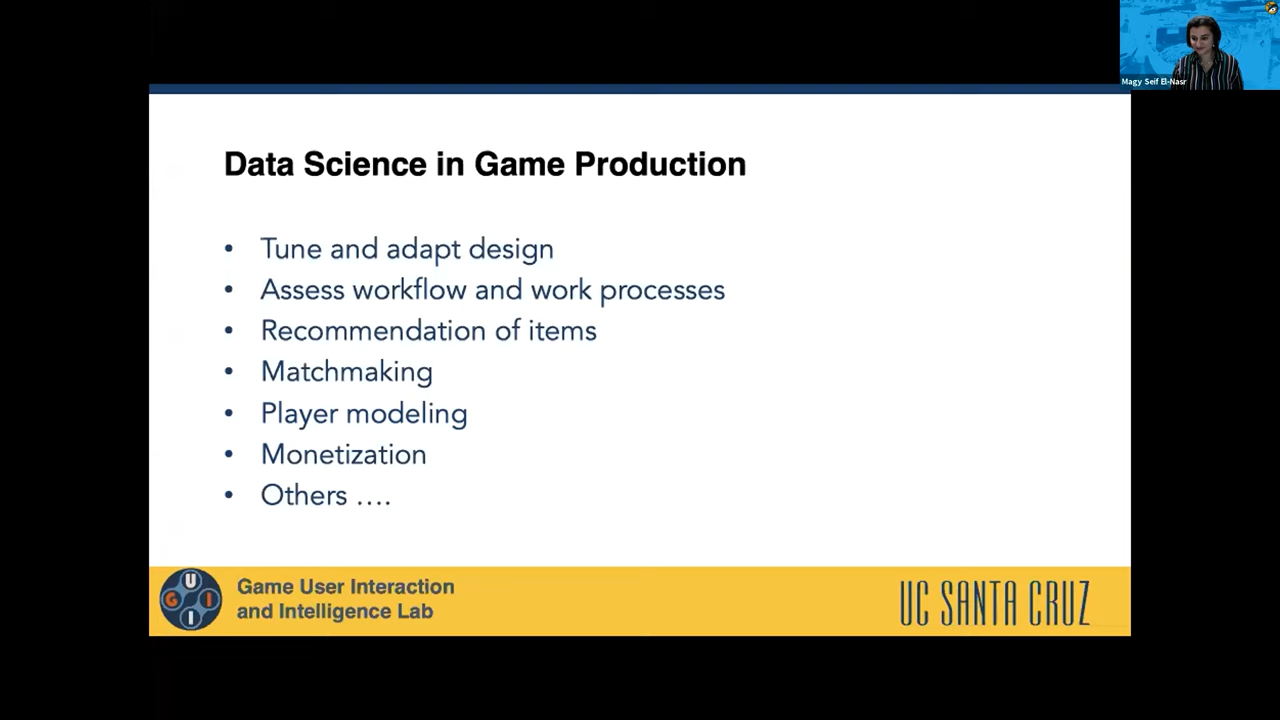 Magy Seif El-Nasr
Data Science in Game Production
• Tune and adapt design
• Assess workflow and work processes
• Recommendation of items
• Matchmaking
• Player modeling
• Monetization
• Others ….
U
G I
I
Game User Interaction
and Intelligence Lab
UC SANTA CRUZ